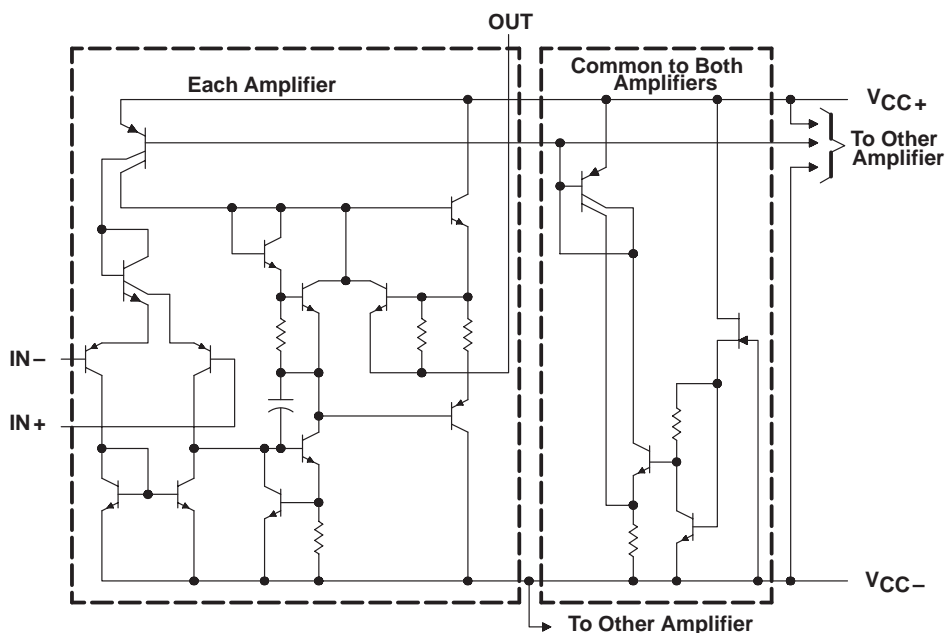 OUT
Each Amplifier
Common to Both
Amplifiers
VCC+
To Other
Amplifier
IN−
IN+
VCC−
To Other Amplifier